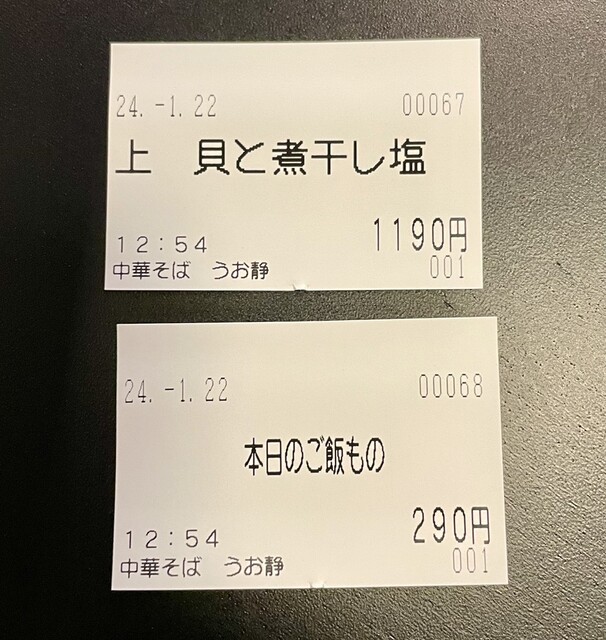 24.-1.22 00067
上 貝と煮干し塩
1190円
12:54
中華そば うお静 001
24.-1.22 00068
本日のご飯もの
290円
12:54
中華そば うお静 001